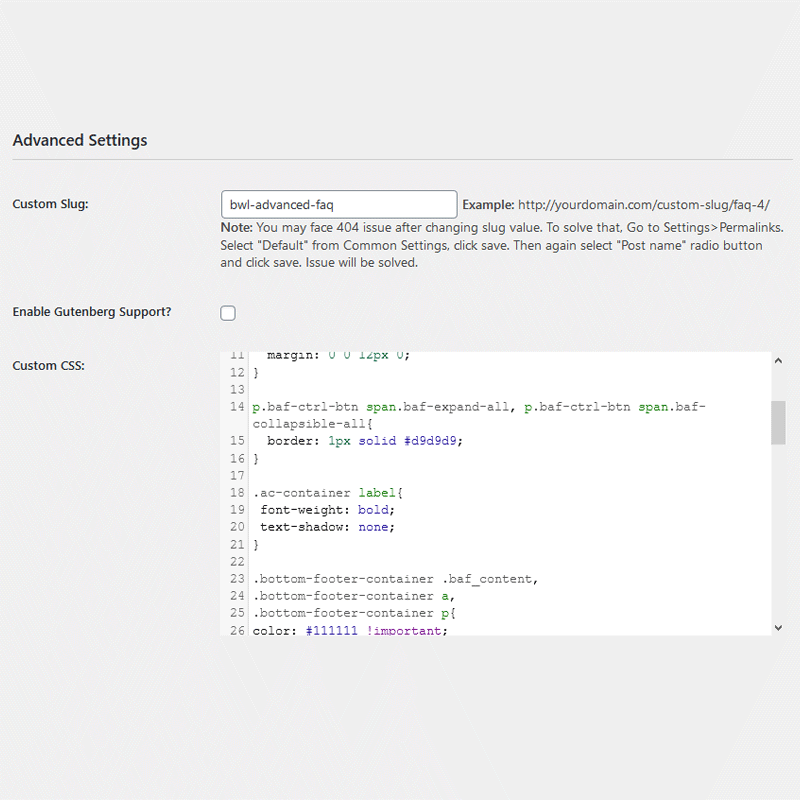 Advanced Settings
Custom Slug:
bwl-advanced-faq
Example: http://yourdomain.com/custom-slug/faq-4/
Note: You may face 404 issue after changing slug value. To solve that, Go to Settings>Permalinks.
Select "Default" from Common Settings, click save. Then again select "Post name" radio button
and click save. Issue will be solved.
Enable Gutenberg Support?
Custom CSS:
11 margin: 0 0 12px 0;
12 }
13
14 p.baf-ctrl-btn span.baf-expand-all, p.baf-ctrl-btn span.baf-
collapsible-all{
15 border: 1px solid #d9d9d9;
16 }
17
18 .ac-container label{
19 font-weight: bold;
20 text-shadow: none;
21 }
22
23 .bottom-footer-container .baf_content,
24 .bottom-footer-container a,
25 .bottom-footer-container p{
26 color: #111111 !important;